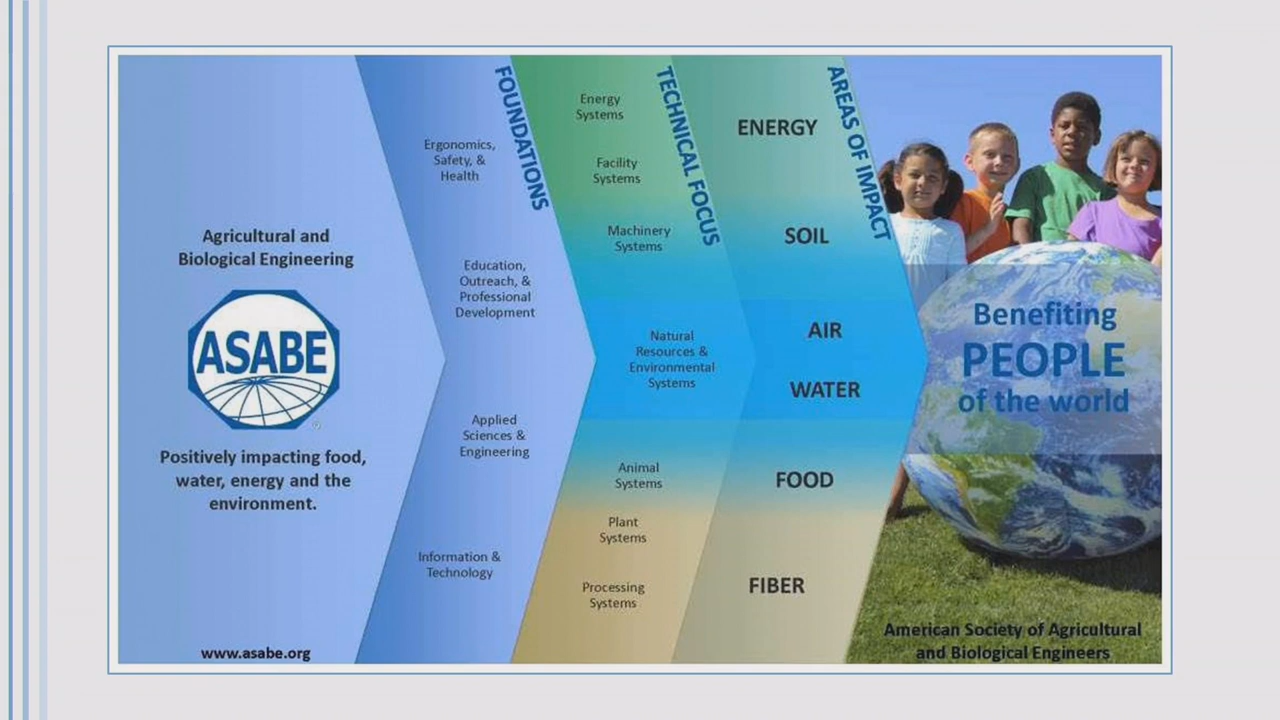 Agricultural and
Biological Engineering
ASABE
®
Positively impacting food,
water, energy and the
environment.
www.asabe.org
FOUNDATIONS
Ergonomics,
Safety, &
Health
Education,
Outreach, &
Professional
Development
Applied
Sciences &
Engineering
Information &
Technology
TECHNICAL FOCUS
Energy
Systems
Facility
Systems
Machinery
Systems
Natural
Resources &
Environmental
Systems
Animal
Systems
Plant
Systems
Processing
Systems
AREAS OF IMPACT
ENERGY
SOIL
AIR
WATER
FOOD
FIBER
Benefiting
PEOPLE
of the world
American Society of Agricultural
and Biological Engineers